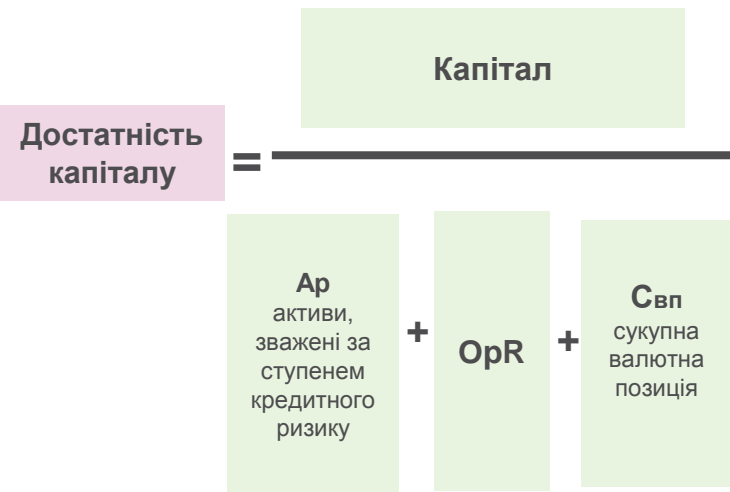 Капітал
Достатність
капіталу
=
Ар
активи,
зважені за
ступенем
кредитного
ризику
+
OpR
+
Свп
сукупна
валютна
позиція